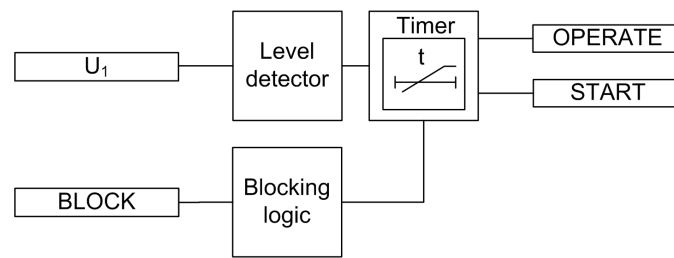 Timer
OPERATE
Level
detector
t
U₁
START
Blocking
logic
BLOCK